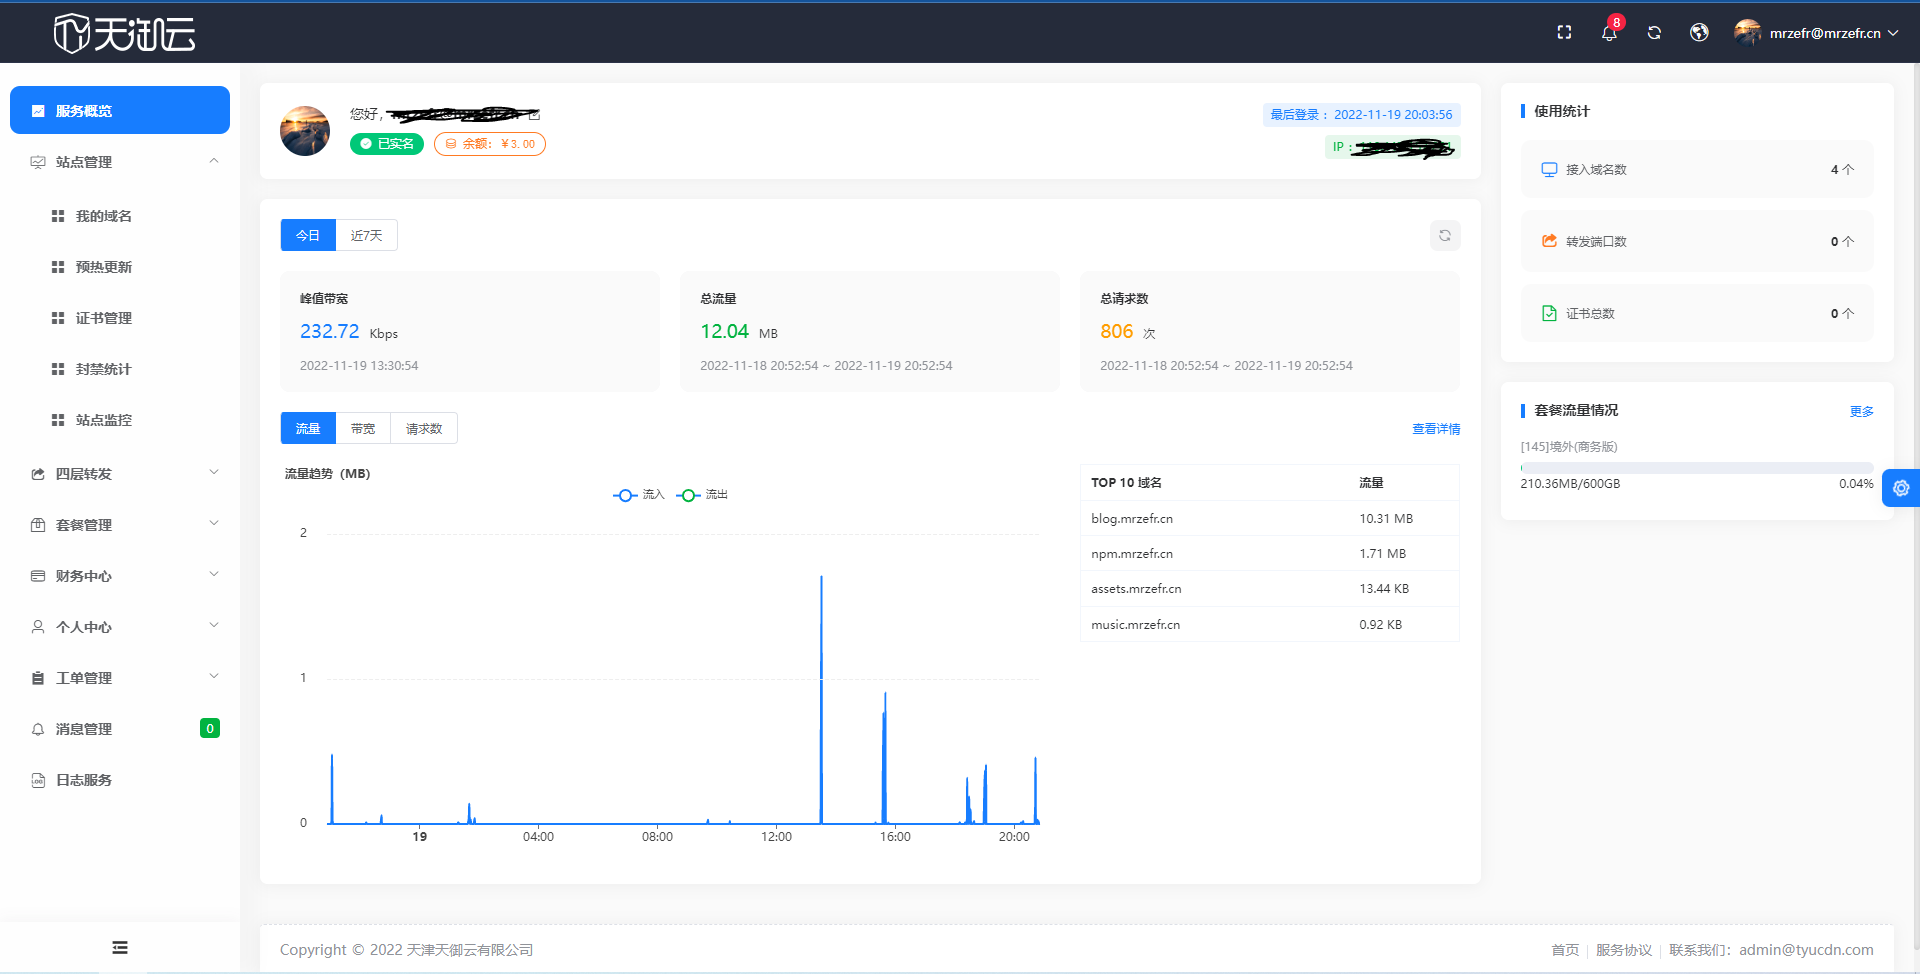 天御云
8
mrzefr@mrzefr.cn
服务概览
站点管理
我的域名
预热更新
证书管理
封禁统计
站点监控
四层转发
套餐管理
财务中心
个人中心
工单管理
消息管理
0
日志服务
您好，
已实名
余额：￥3.00
最后登录： 2022-11-19 20:03:56
IP：
今日
近7天
峰值带宽
232.72 Kbps
2022-11-19 13:30:54
总流量
12.04 MB
2022-11-18 20:52:54 ~ 2022-11-19 20:52:54
总请求数
806 次
2022-11-18 20:52:54 ~ 2022-11-19 20:52:54
流量
带宽
请求数
查看详情
流量趋势（MB）
流入
流出
2
1
0
19
04:00
08:00
12:00
16:00
20:00
TOP 10 域名 流量
blog.mrzefr.cn 10.31 MB
npm.mrzefr.cn 1.71 MB
assets.mrzefr.cn 13.44 KB
music.mrzefr.cn 0.92 KB
使用统计
接入域名数 4 个
转发端口数 0 个
证书总数 0 个
套餐流量情况 更多
[145]境外(商务版)
210.36MB/600GB 0.04%
Copyright © 2022 天津天御云有限公司
首页 服务协议 联系我们：admin@tyucdn.com